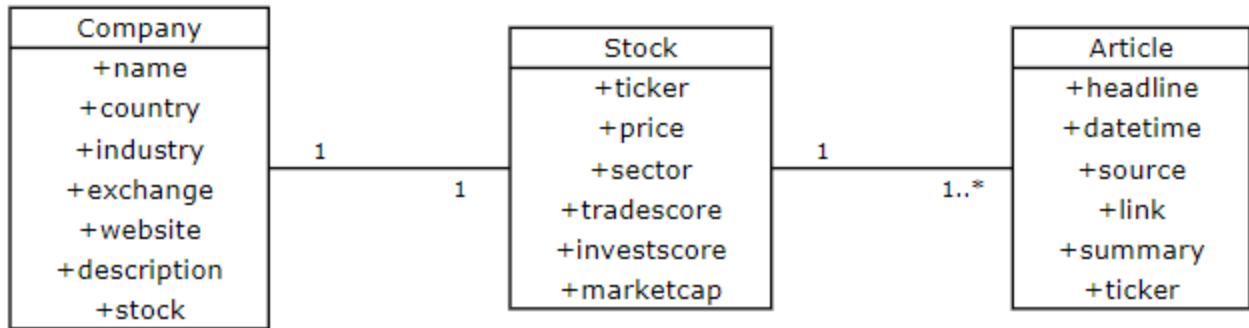 Company
+name
+country
+industry
+exchange
+website
+description
+stock
1
1
Stock
+ticker
+price
+sector
+tradescore
+investscore
+marketcap
1
1..*
Article
+headline
+datetime
+source
+link
+summary
+ticker